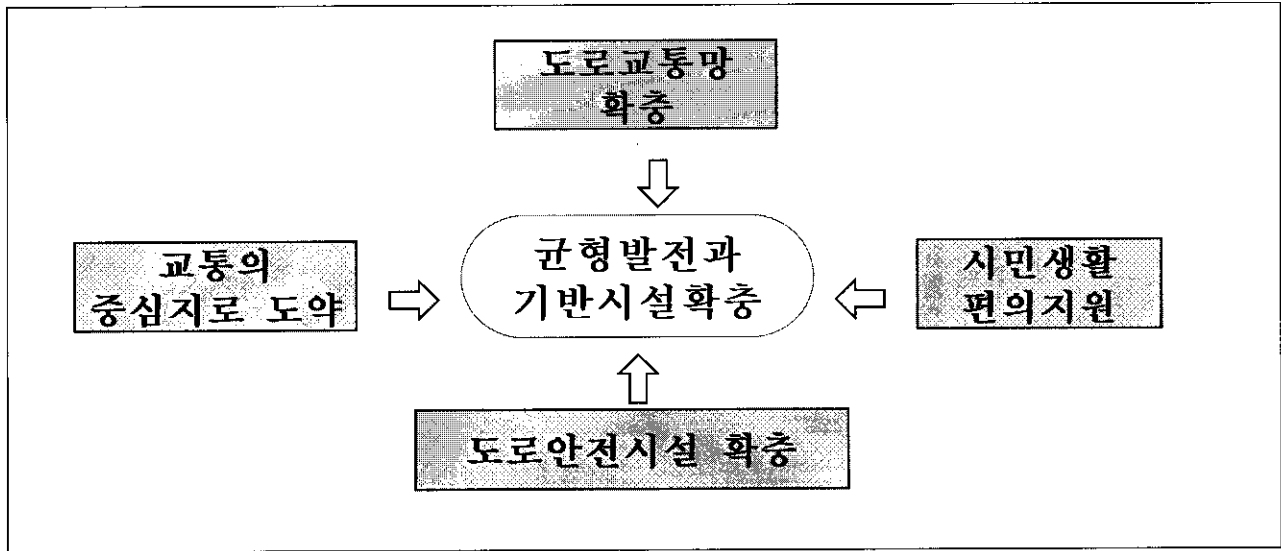 도로교통망
확충
교통의
중심지로 도약
균형발전과
기반시설확충
시민생활
편의지원
도로안전시설 확충